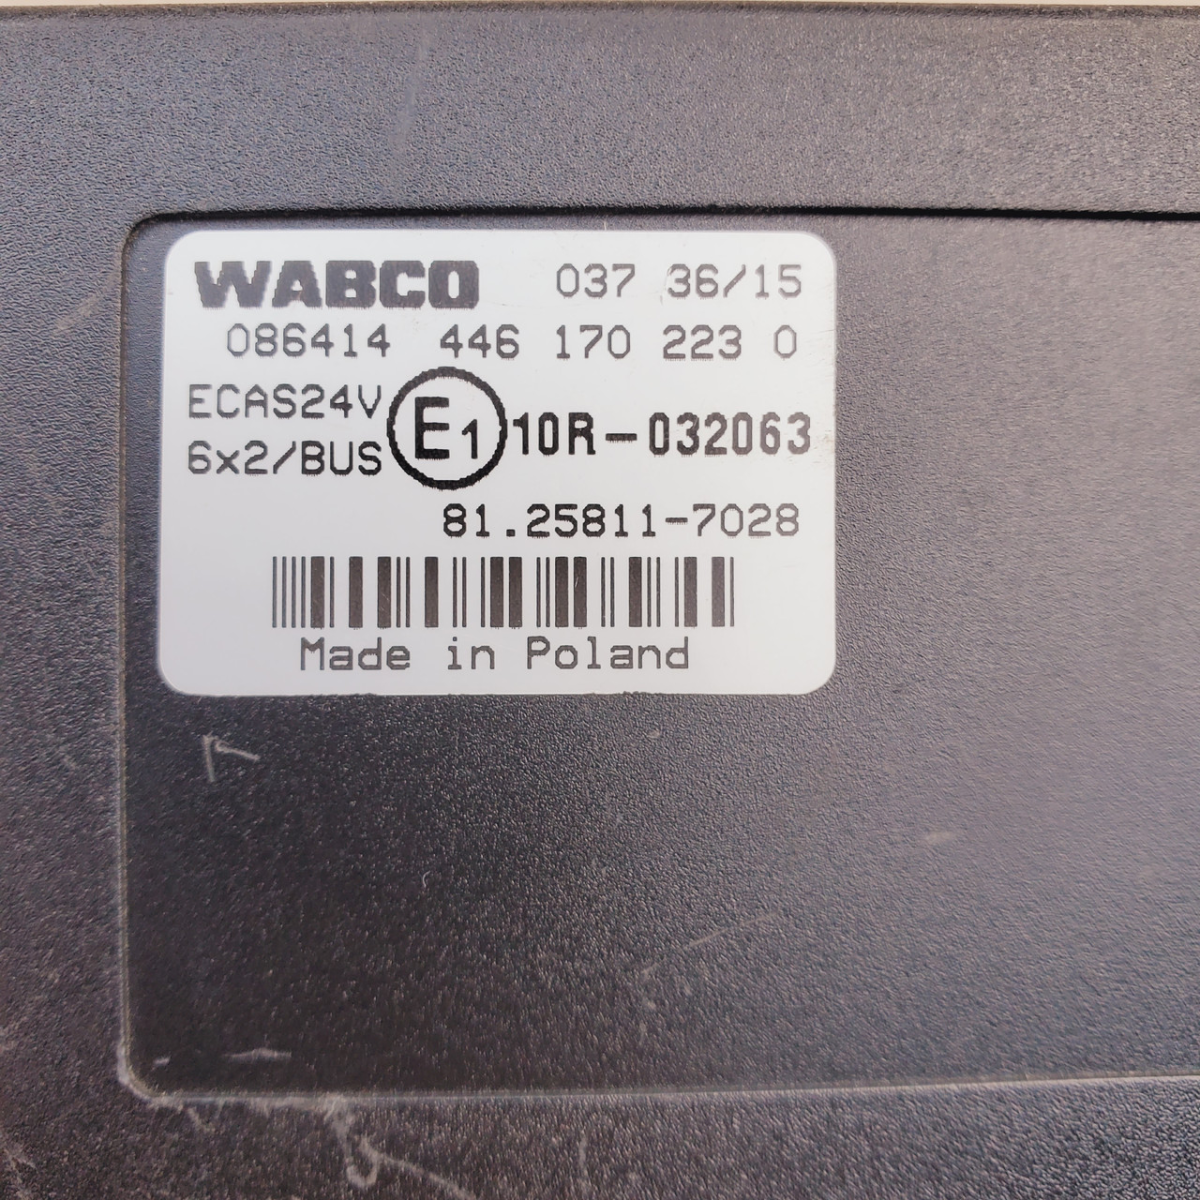 WABCO 037 36/15
086414 446 170 223 0
ECAS24V
6x2/BUS
E1 10R-032063
81.25811-7028
Made in Poland